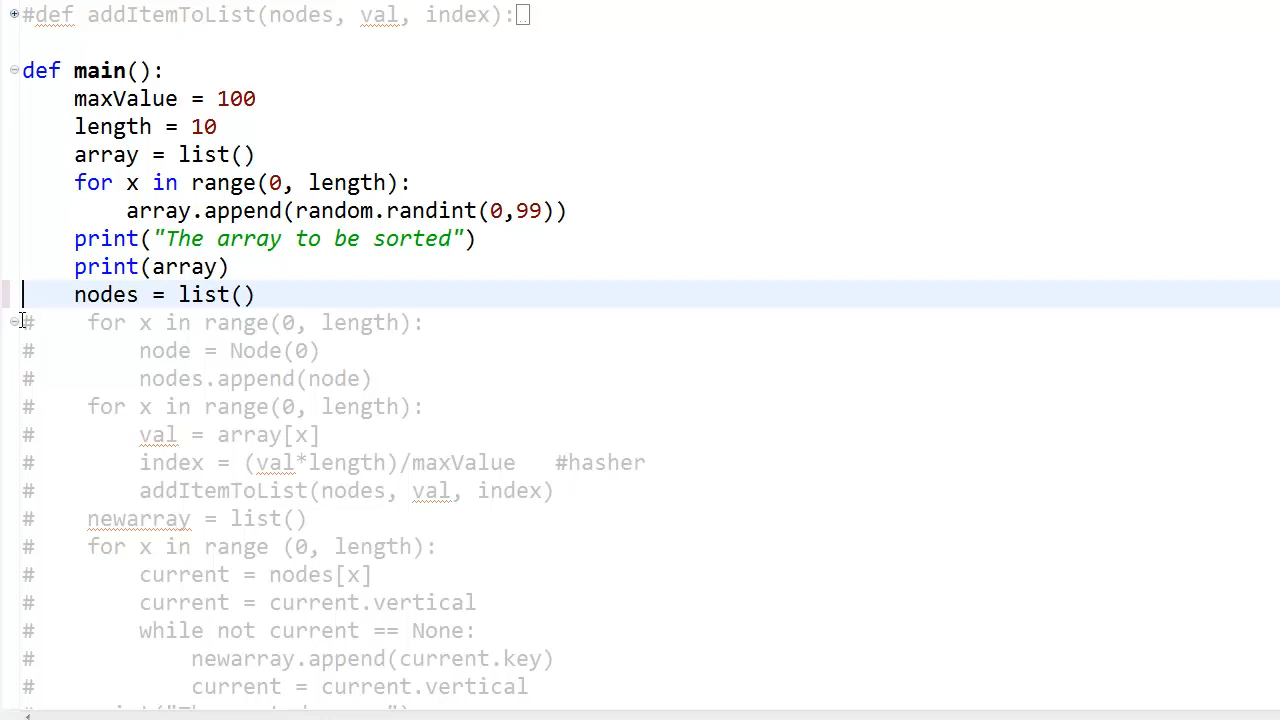 #def addItemToList(nodes, val, index):
def main():
    maxValue = 100
    length = 10
    array = list()
    for x in range(0, length):
        array.append(random.randint(0,99))
    print("The array to be sorted")
    print(array)
    nodes = list()
#    for x in range(0, length):
#        node = Node(0)
#        nodes.append(node)
#    for x in range(0, length):
#        val = array[x]
#        index = (val*length)/maxValue   #hasher
#        addItemToList(nodes, val, index)
#    newarray = list()
#    for x in range (0, length):
#        current = nodes[x]
#        current = current.vertical
#        while not current == None:
#            newarray.append(current.key)
#            current = current.vertical